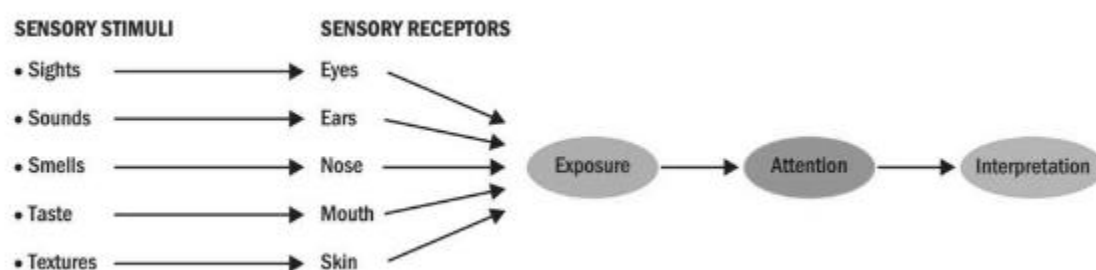 SENSORY STIMULI SENSORY RECEPTORS
• Sights Eyes
• Sounds Ears
• Smells Nose Exposure Attention Interpretation
• Taste Mouth
• Textures Skin